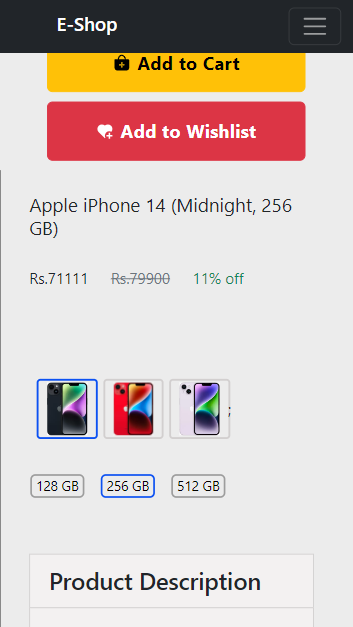 E-Shop
Add to Cart
Add to Wishlist
Apple iPhone 14 (Midnight, 256
GB)
Rs.71111 Rs.79900 11% off
;
128 GB 256 GB 512 GB
Product Description